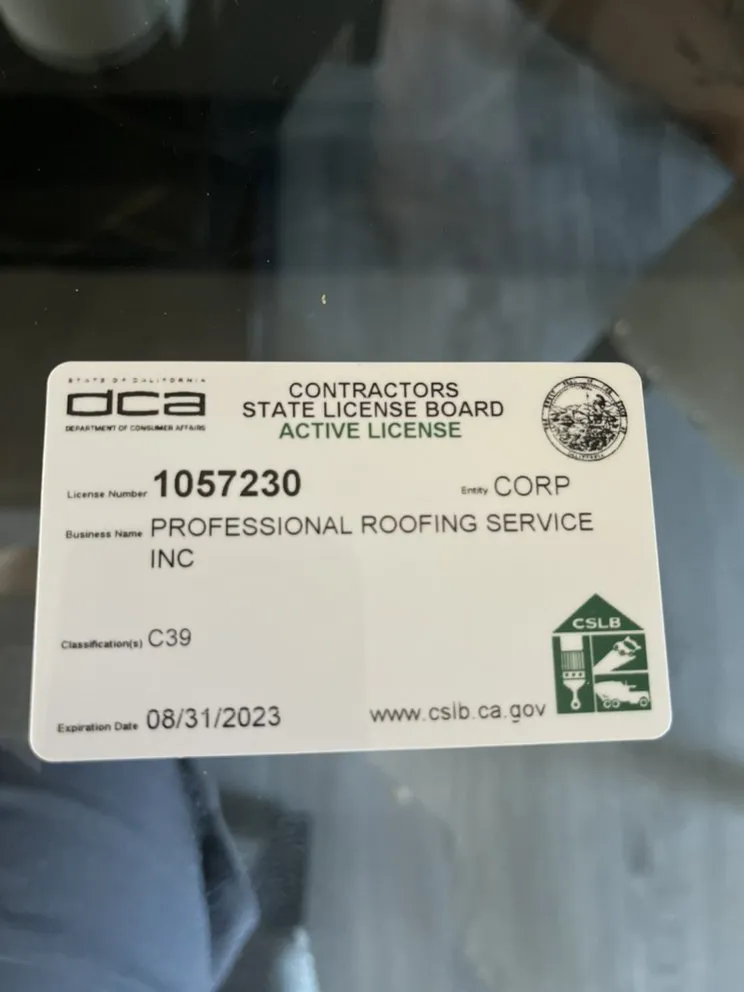 STATE OF CALIFORNIA
dca
DEPARTMENT OF CONSUMER AFFAIRS
CONTRACTORS
STATE LICENSE BOARD
ACTIVE LICENSE
License Number 1057230
Entity CORP
Business Name PROFESSIONAL ROOFING SERVICE
INC
Classification(s) C39
CSLB
Expiration Date 08/31/2023
www.cslb.ca.gov